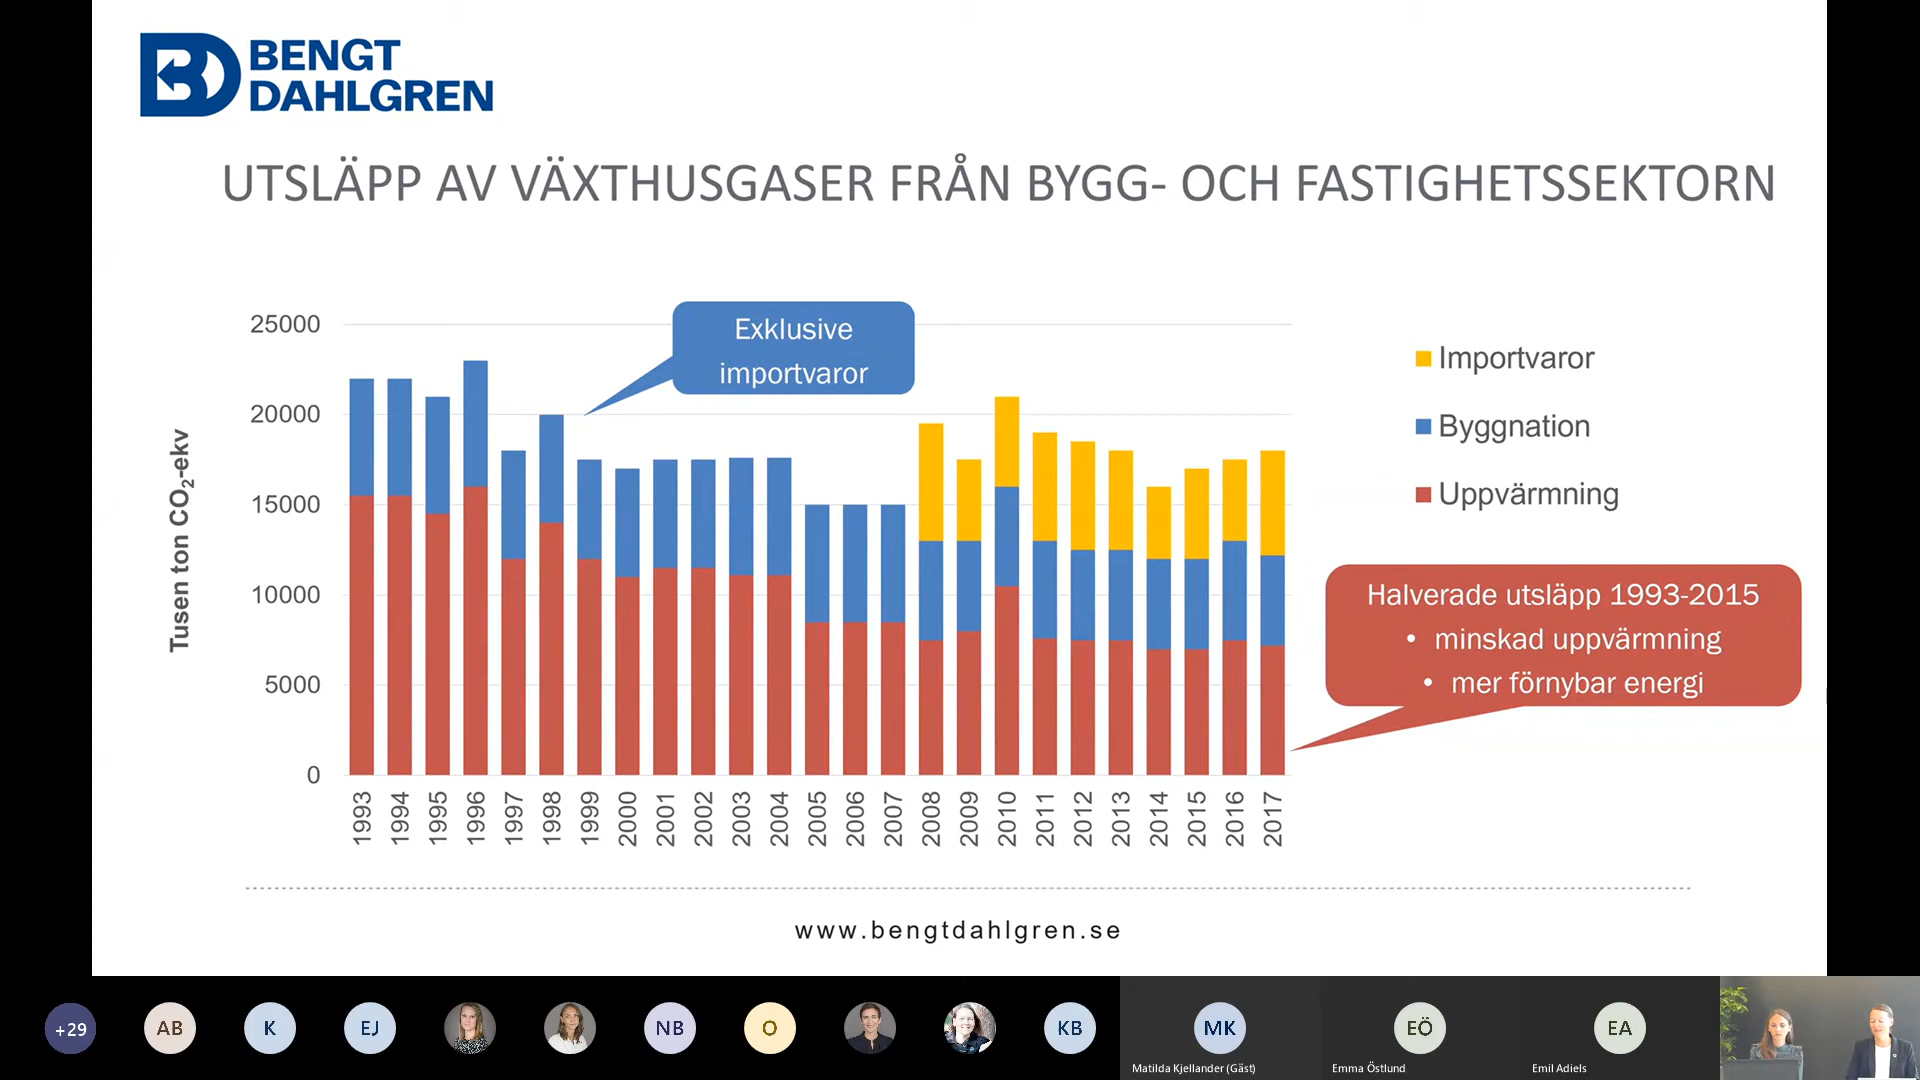 BENGT
DAHLGREN
UTSLÄPP AV VÄXTHUSGASER FRÅN BYGG- OCH FASTIGHETSSEKTORN
Exklusive
importvaror
25000
20000
15000
10000
5000
0
Tusen ton CO₂-ekv
1993
1994
1995
1996
1997
1998
1999
2000
2001
2002
2003
2004
2005
2006
2007
2008
2009
2010
2011
2012
2013
2014
2015
2016
2017
Importvaror
Byggnation
Uppvärmning
Halverade utsläpp 1993-2015
• minskad uppvärmning
• mer förnybar energi
www.bengtdahlgren.se
+29
AB
K
EJ
NB
O
KB
MK
EÖ
EA
Matilda Kjellander (Gäst)
Emma Östlund
Emil Adiels